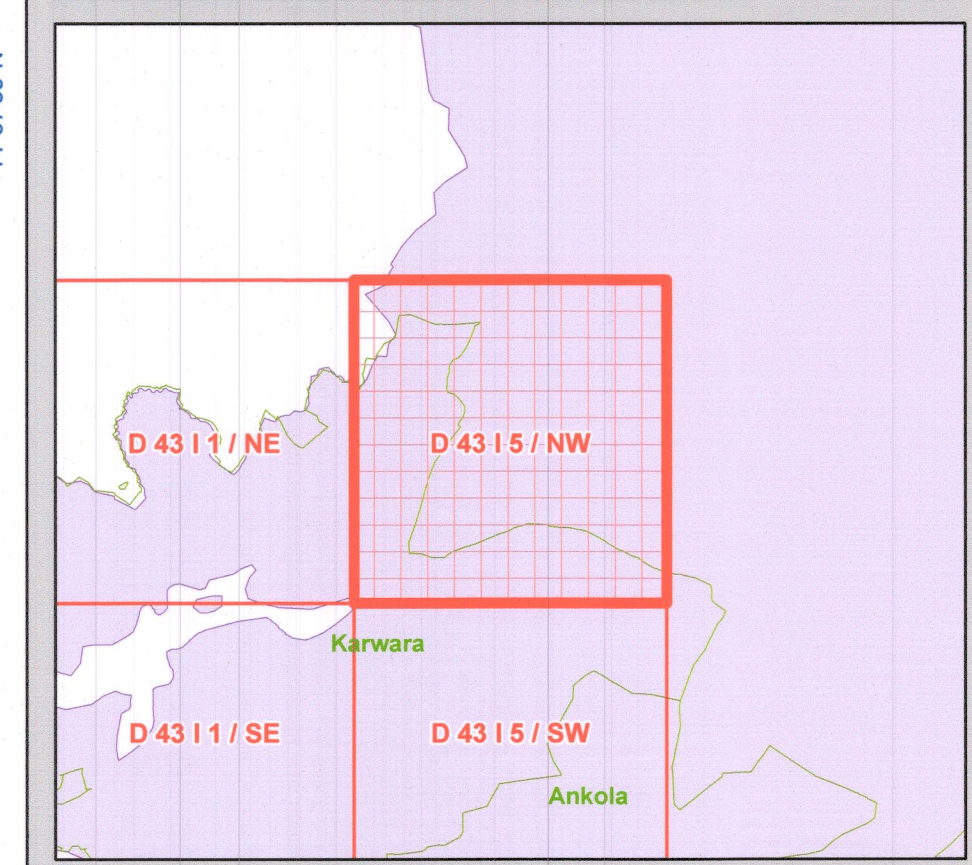 D 43 I 1 / NE
D 43 I 5 / NW
Karwara
D 43 I 1 / SE
D 43 I 5 / SW
Ankola